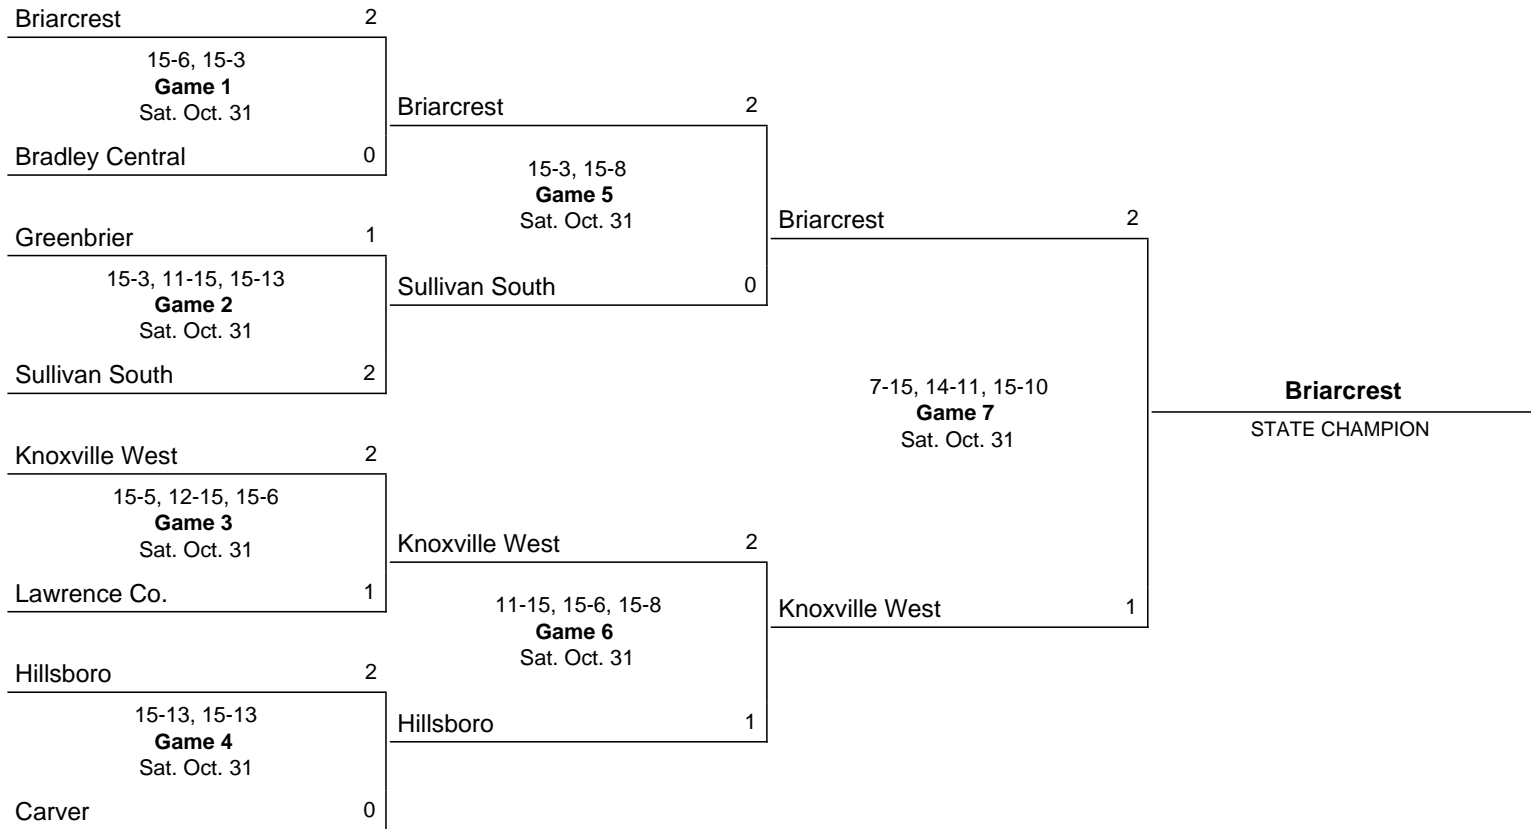 Briarcrest 2
15-6, 15-3
Game 1
Sat. Oct. 31
Bradley Central 0
Greenbrier 1
15-3, 11-15, 15-13
Game 2
Sat. Oct. 31
Sullivan South 2
Knoxville West 2
15-5, 12-15, 15-6
Game 3
Sat. Oct. 31
Lawrence Co. 1
Hillsboro 2
15-13, 15-13
Game 4
Sat. Oct. 31
Carver 0
Briarcrest 2
15-3, 15-8
Game 5
Sat. Oct. 31
Sullivan South 0
Knoxville West 2
11-15, 15-6, 15-8
Game 6
Sat. Oct. 31
Hillsboro 1
Briarcrest 2
7-15, 14-11, 15-10
Game 7
Sat. Oct. 31
Knoxville West 1
Briarcrest
STATE CHAMPION